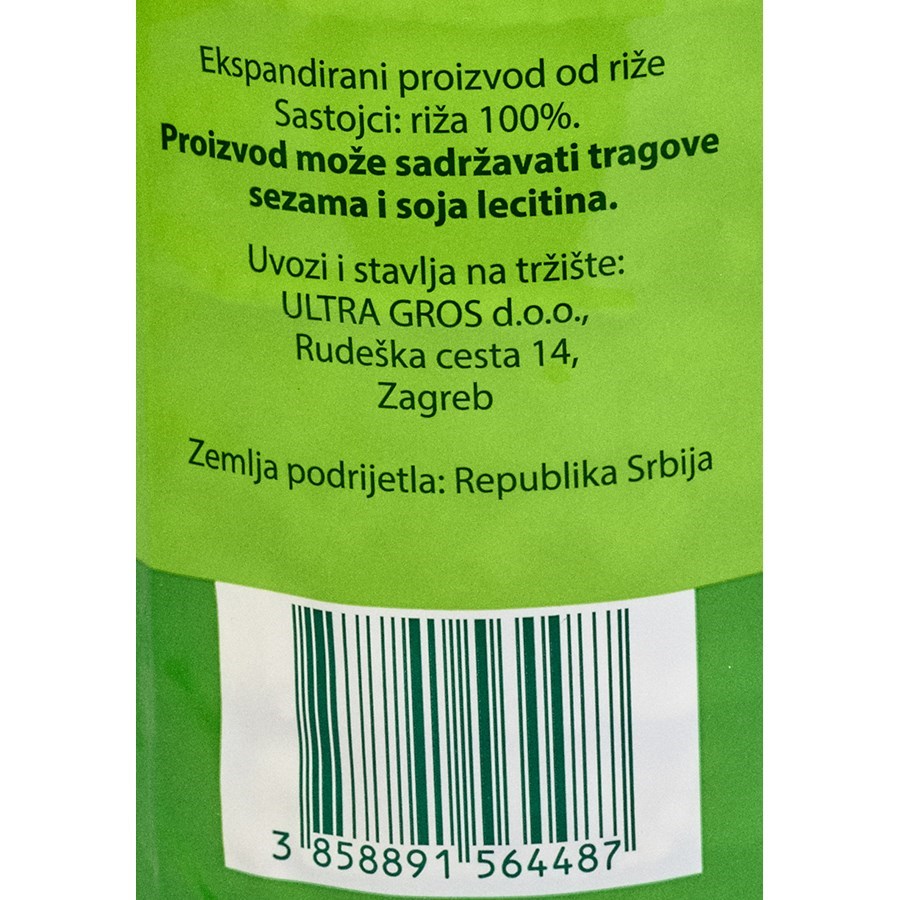 Ekspandirani proizvod od riže
Sastojci: riža 100%.
Proizvod može sadržavati tragove
sezama i soja lecitina.
Uvozi i stavlja na tržište:
ULTRA GROS d.o.o.,
Rudeška cesta 14,
Zagreb
Zemlja podrijetla: Republika Srbija
3 858891 564487